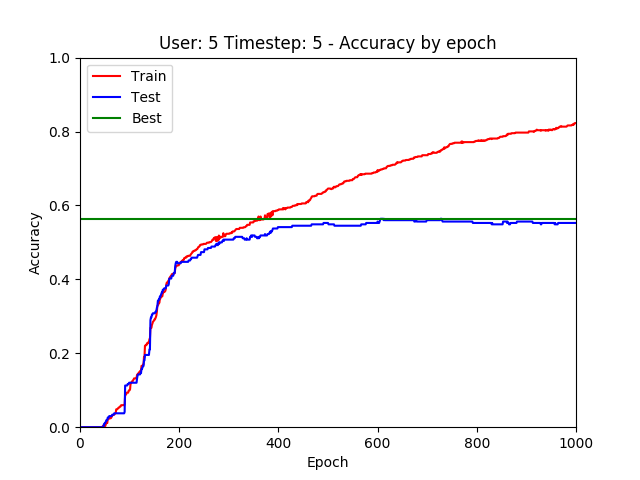 User: 5 Timestep: 5 - Accuracy by epoch
1.0
0.8
0.6
0.4
0.2
0.0
Accuracy
Train
Test
Best
0 200 400 600 800 1000
Epoch